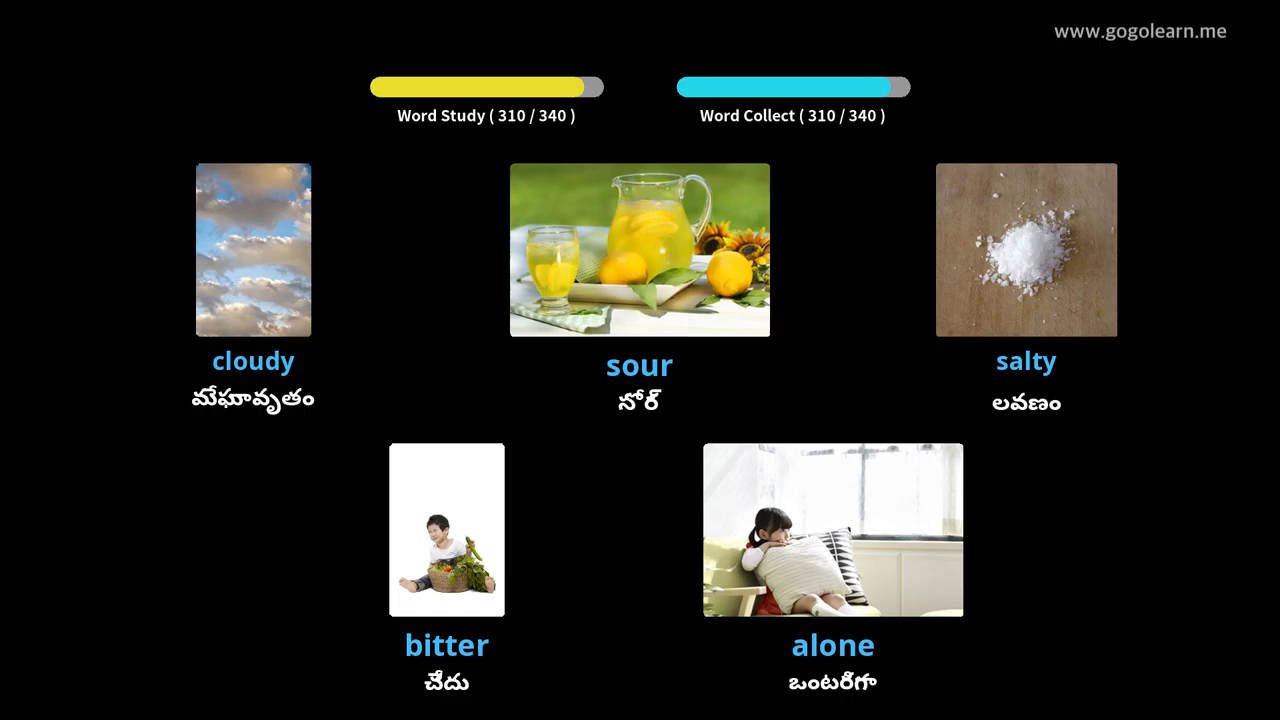 www.gogolearn.me
Word Study ( 310 / 340 )
Word Collect ( 310 / 340 )
cloudy
మేఘావృతం
sour
సోర్
salty
లవణం
bitter
చేదు
alone
ఒంటరిగా